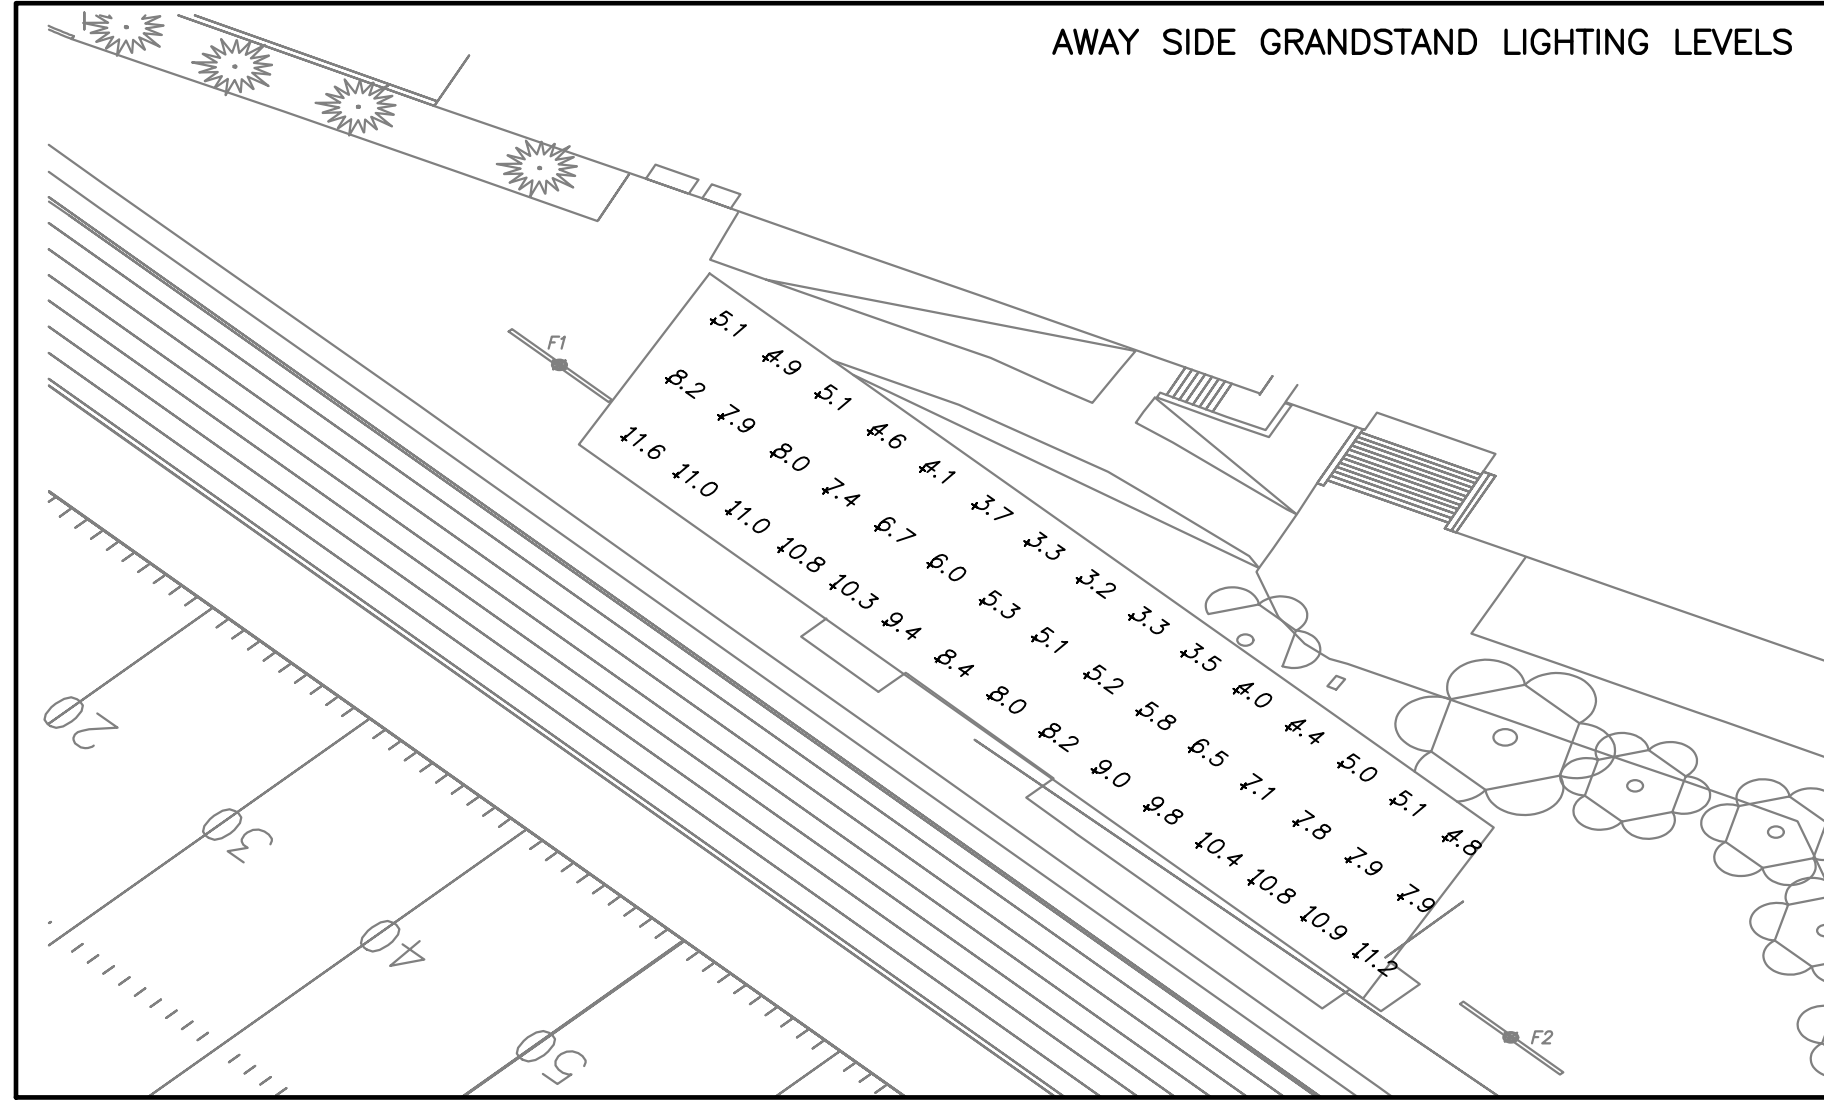 AWAY SIDE GRANDSTAND LIGHTING LEVELS
F1
5.1 4.9 5.1 4.6 4.1 3.7 3.3 3.2 3.3 3.5 4.0 4.4 5.0 5.1 4.8
8.2 7.9 8.0 7.4 6.7 6.0 5.3 5.1 5.2 5.8 6.5 7.1 7.8 7.9 7.9
11.6 11.0 11.0 10.8 10.3 9.4 8.4 8.0 8.2 9.0 9.8 10.4 10.8 10.9 11.2
20
30
40
50
F2